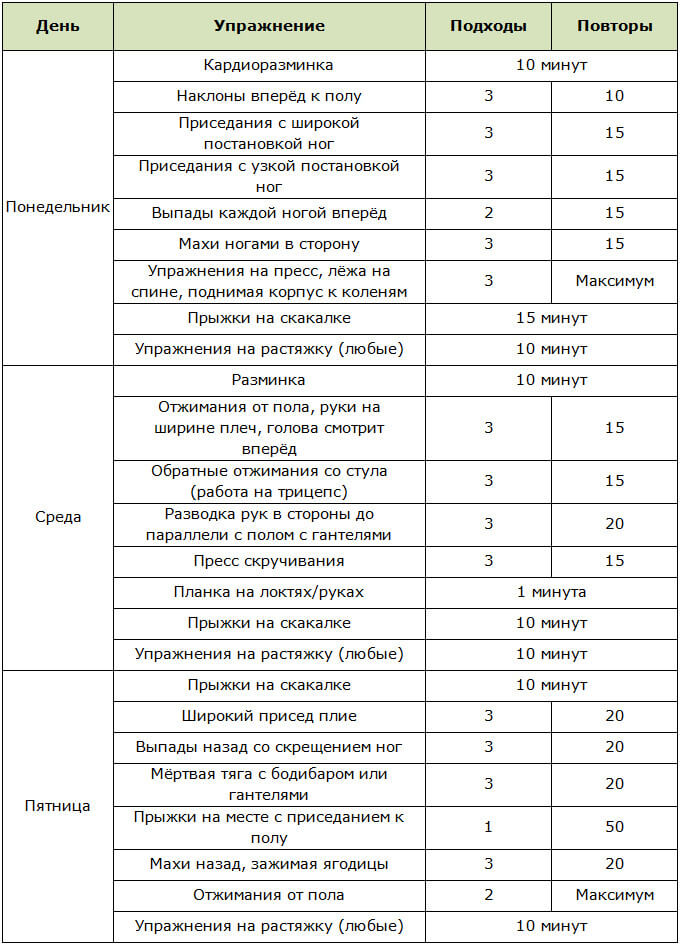 День Упражнение Подходы Повторы
Понедельник
Кардиоразминка 10 минут
Наклоны вперёд к полу 3 10
Приседания с широкой
постановкой ног 3 15
Приседания с узкой постановкой
ног 3 15
Выпады каждой ногой вперёд 2 15
Махи ногами в сторону 3 15
Упражнения на пресс, лёжа на
спине, поднимая корпус к коленям 3 Максимум
Прыжки на скакалке 15 минут
Упражнения на растяжку (любые) 10 минут
Среда
Разминка 10 минут
Отжимания от пола, руки на
ширине плеч, голова смотрит
вперёд 3 15
Обратные отжимания со стула
(работа на трицепс) 3 15
Разводка рук в стороны до
параллели с полом с гантелями 3 20
Пресс скручивания 3 15
Планка на локтях/руках 1 минута
Прыжки на скакалке 10 минут
Упражнения на растяжку (любые) 10 минут
Пятница
Прыжки на скакалке 10 минут
Широкий присед плие 3 20
Выпады назад со скрещением ног 3 20
Мёртвая тяга с бодибаром или
гантелями 3 20
Прыжки на месте с приседанием к
полу 1 50
Махи назад, зажимая ягодицы 3 20
Отжимания от пола 2 Максимум
Упражнения на растяжку (любые) 10 минут